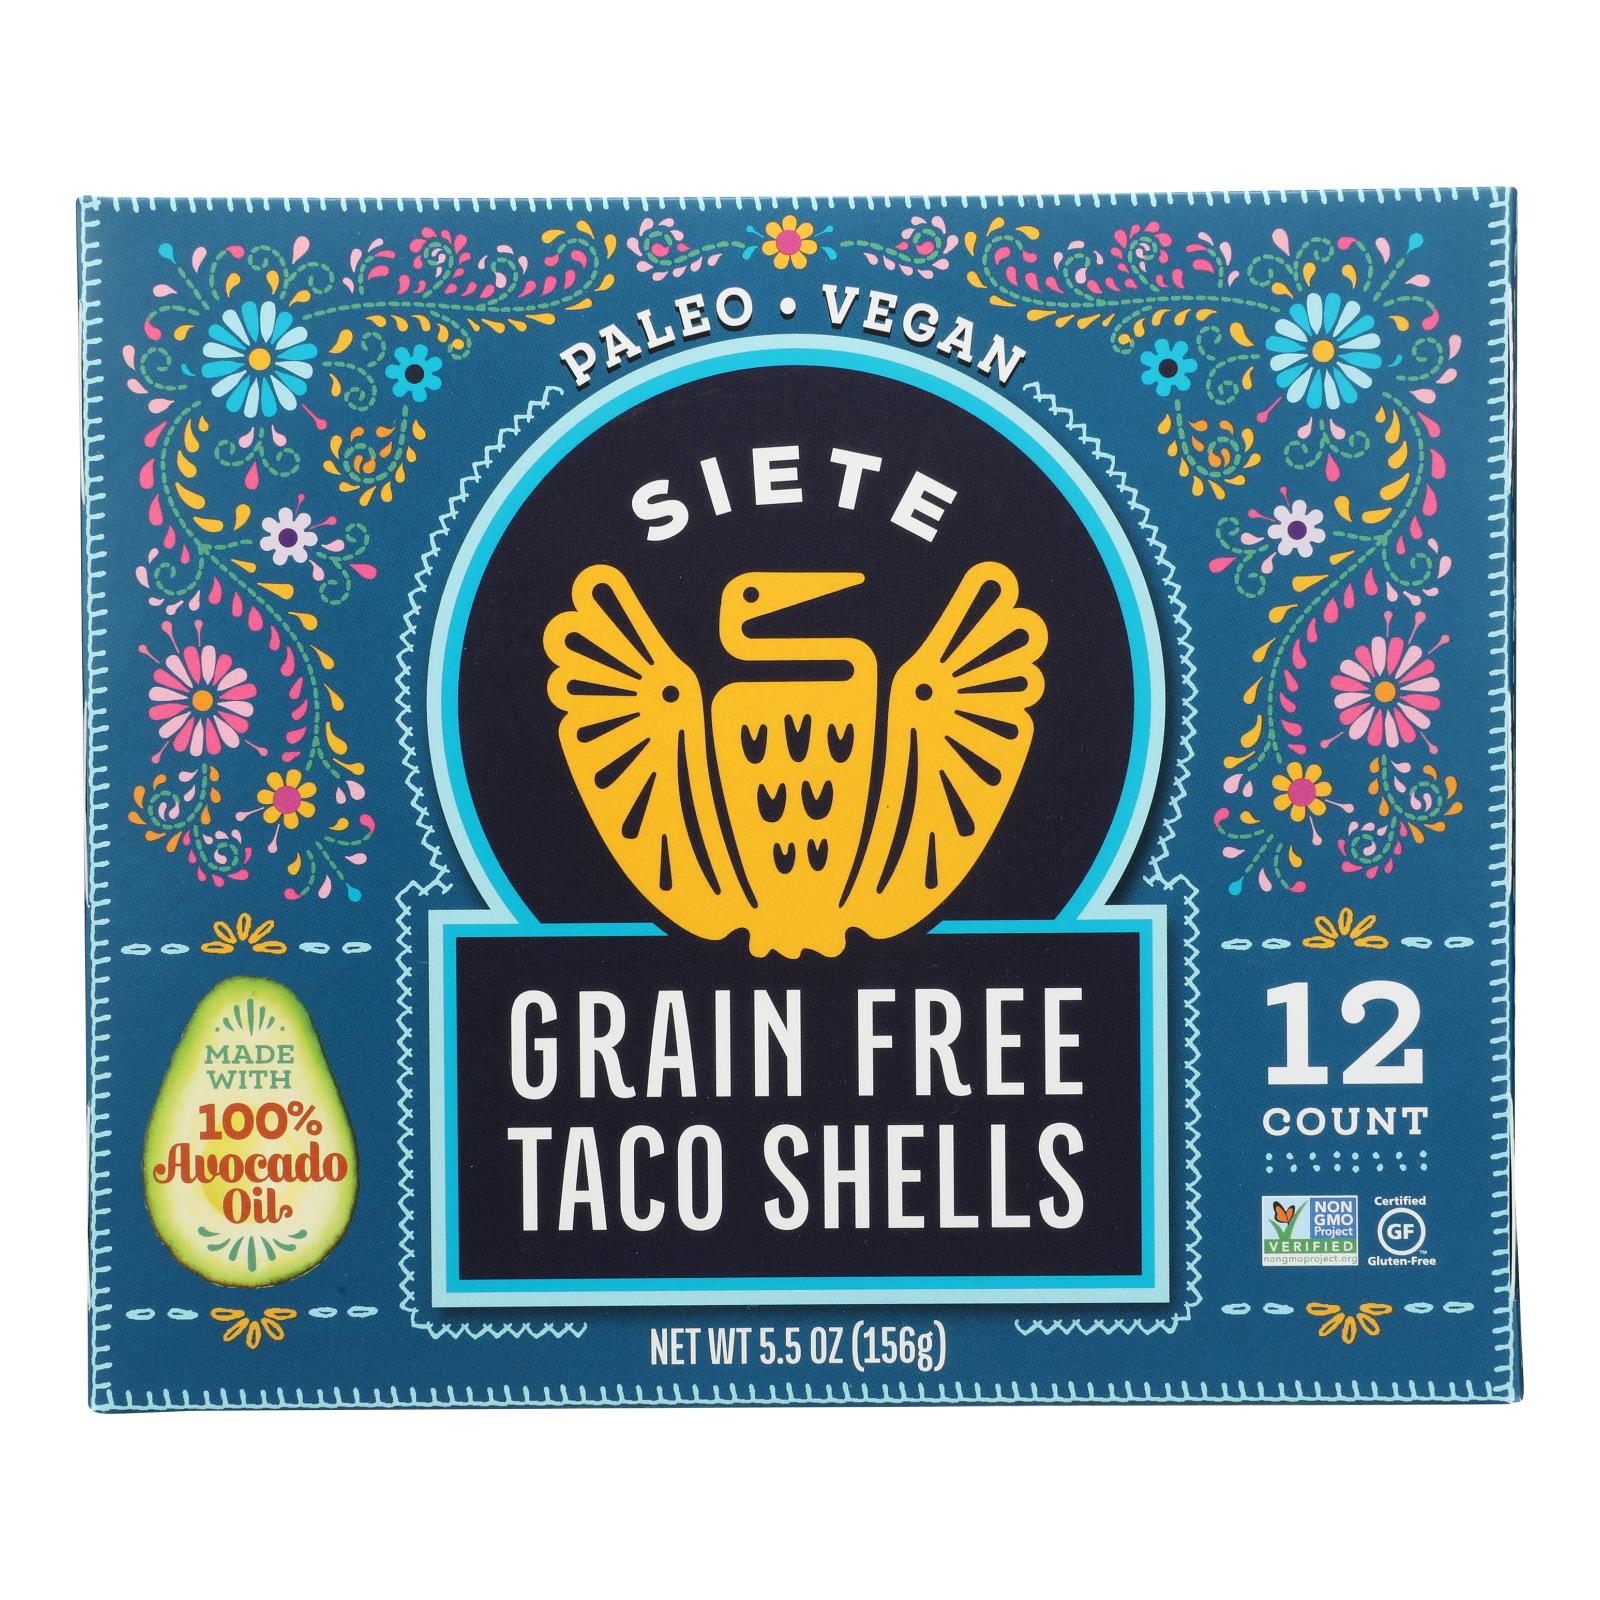 PALEO • VEGAN
SIETE
GRAIN FREE
TACO SHELLS
MADE
WITH
100%
Avocado
Oil
12
COUNT
NON
GMO
Project
VERIFIED
nongmoproject.org
Certified
GF
™
Gluten-Free
NET WT 5.5 OZ (156g)